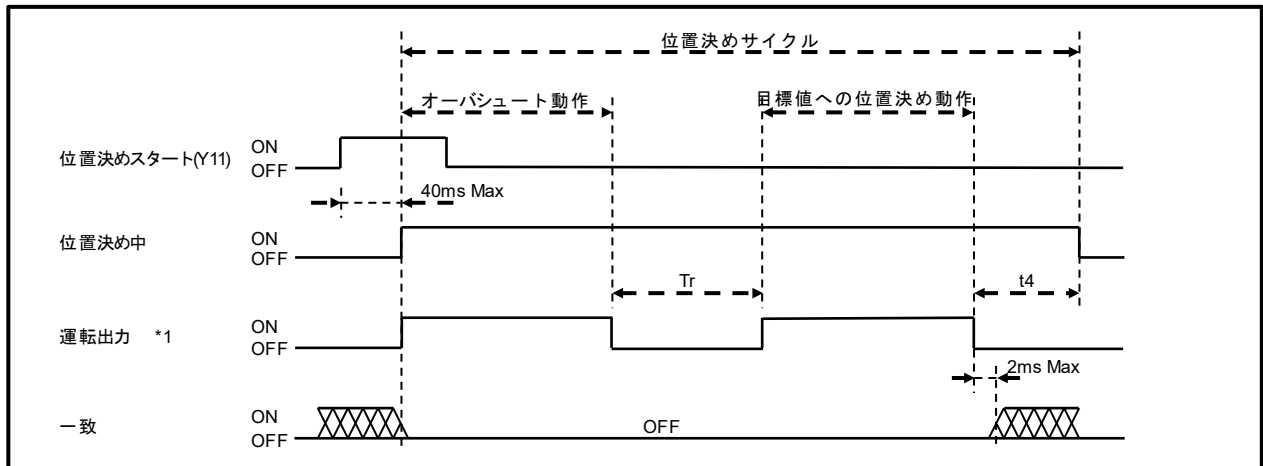 位置決めサイクル
オーバシュート動作
目標値への位置決め動作
位置決めスタート(Y11)
ON
OFF
40ms Max
位置決め中
ON
OFF
Tr
t4
運転出力 *1
ON
OFF
2ms Max
一致
ON
OFF
OFF